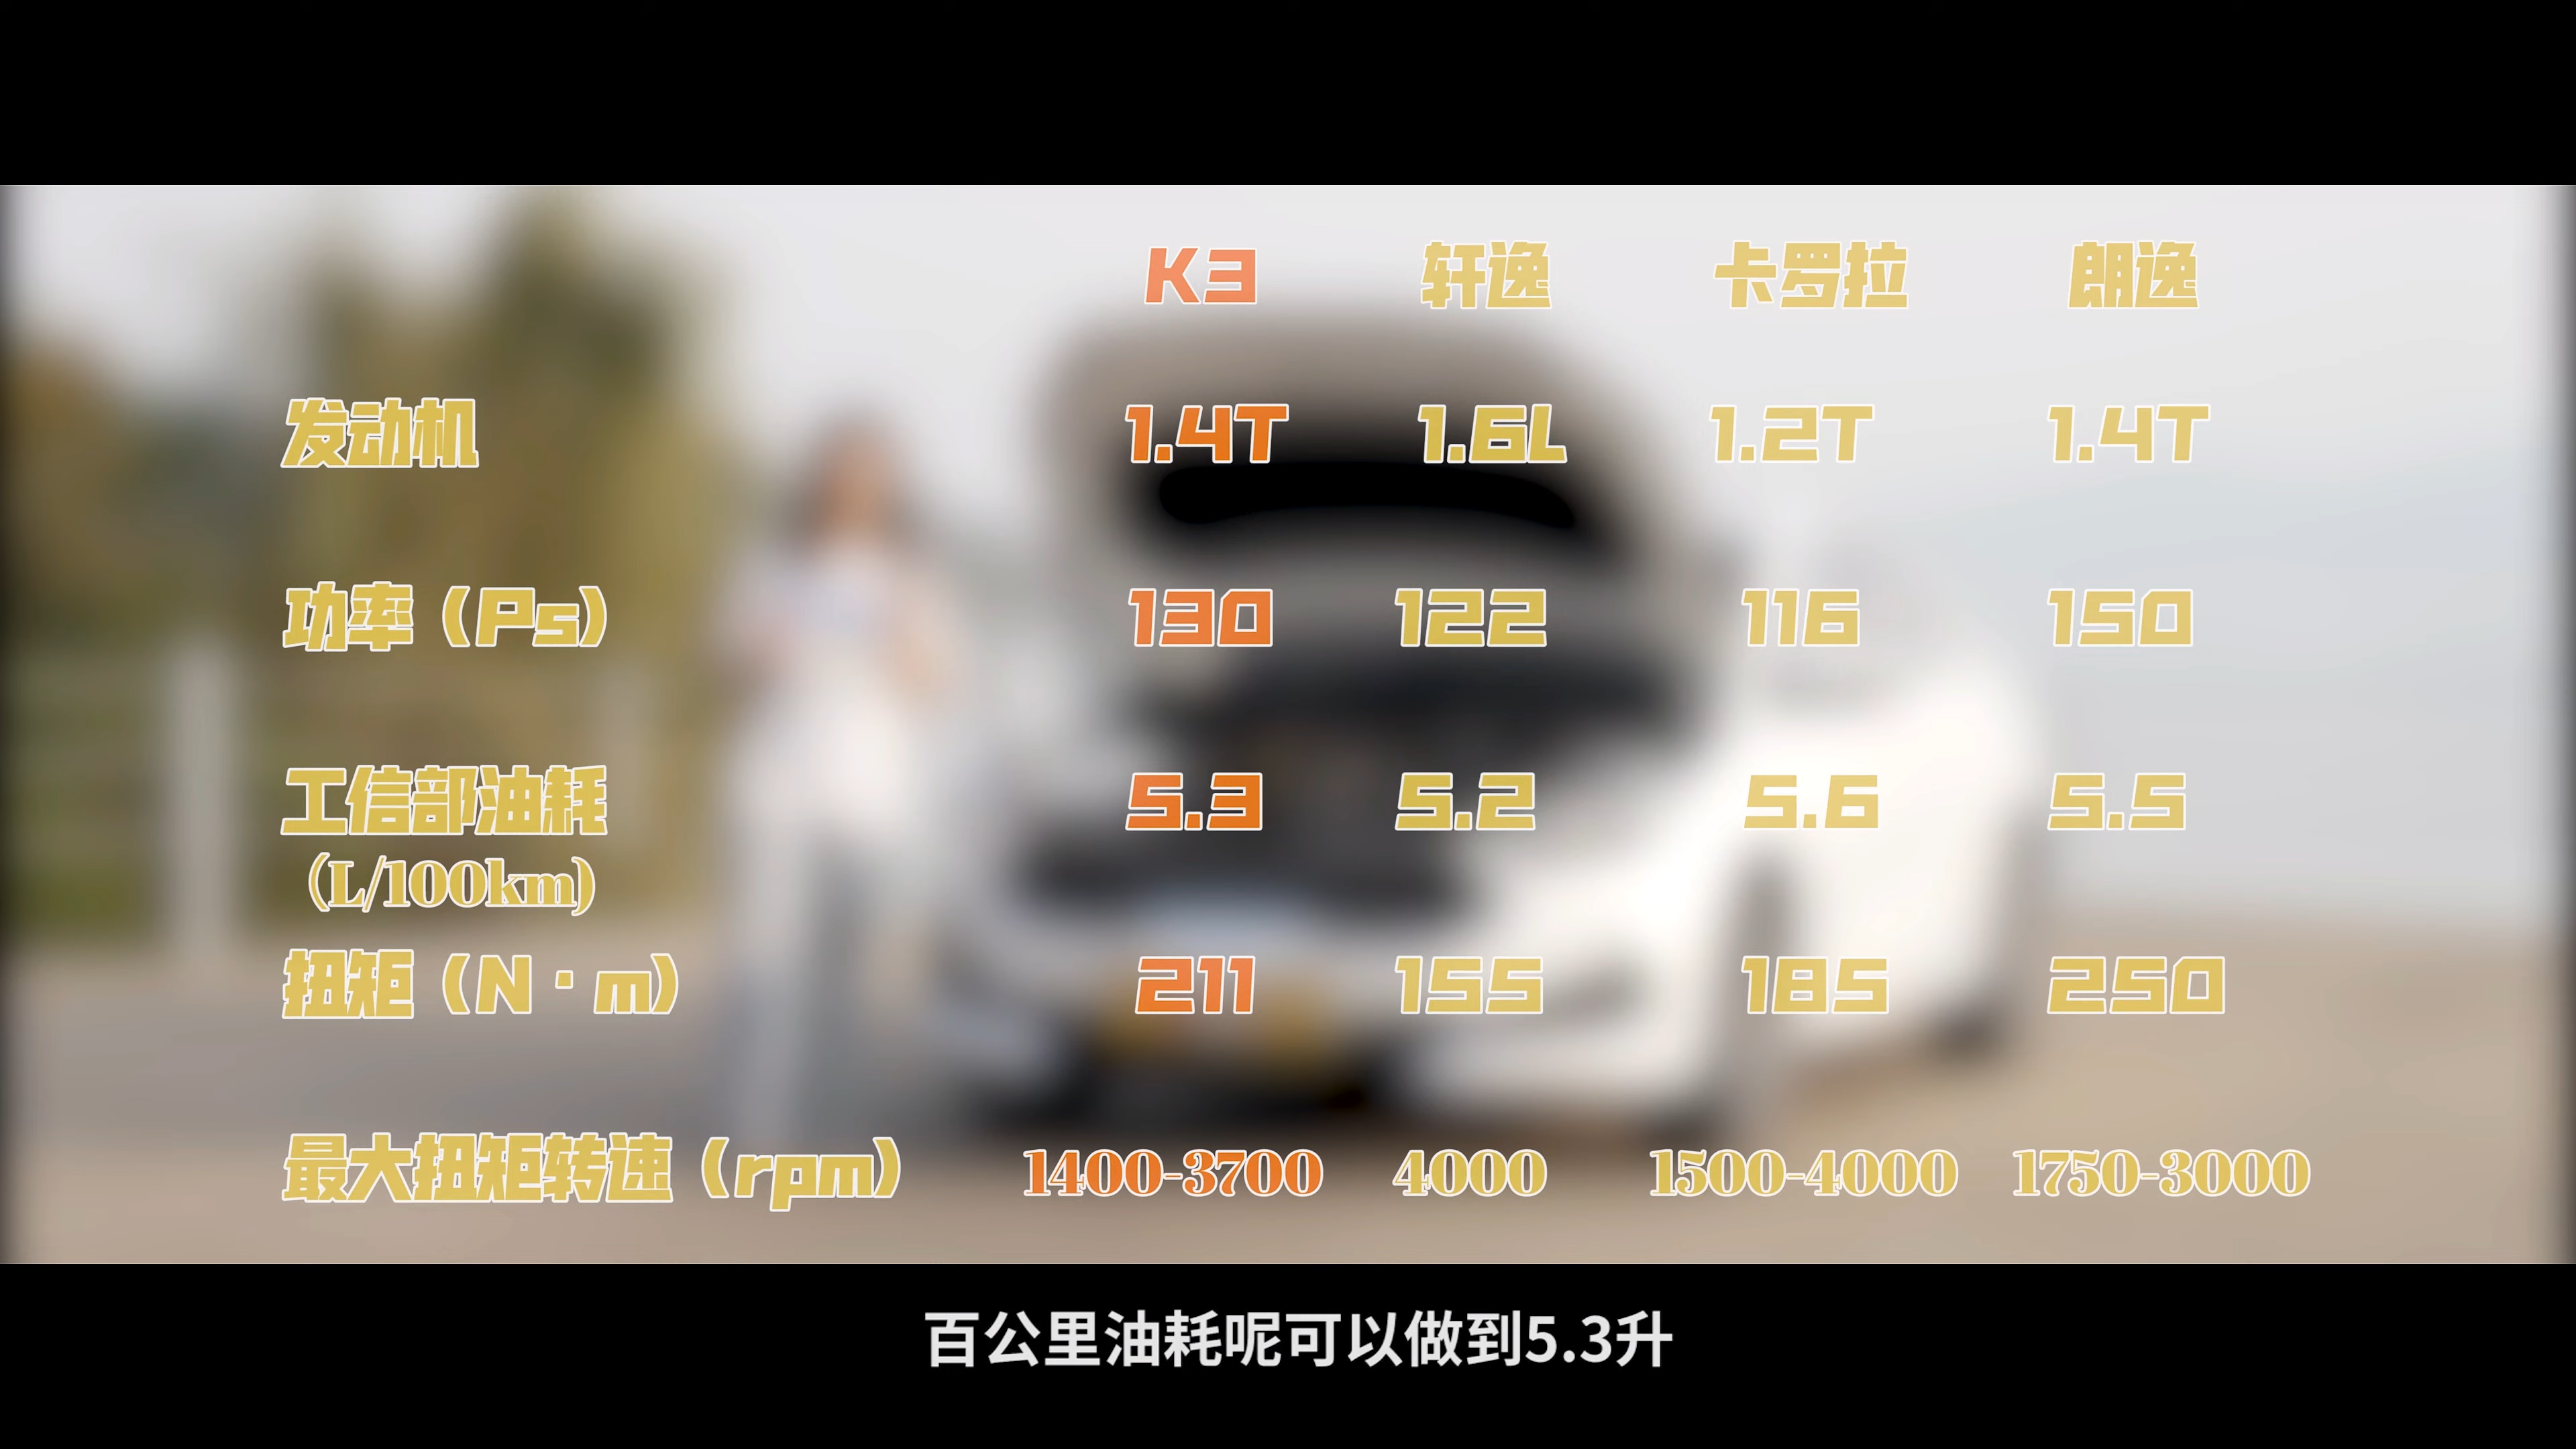 K3 轩逸 卡罗拉 朗逸
发动机 1.4T 1.6L 1.2T 1.4T
功率（Ps） 130 122 116 150
工信部油耗 5.3 5.2 5.6 5.5
（L/100km)
扭矩（N·m） 211 155 185 250
最大扭矩转速（rpm） 1400-3700 4000 1500-4000 1750-3000
百公里油耗呢可以做到5.3升